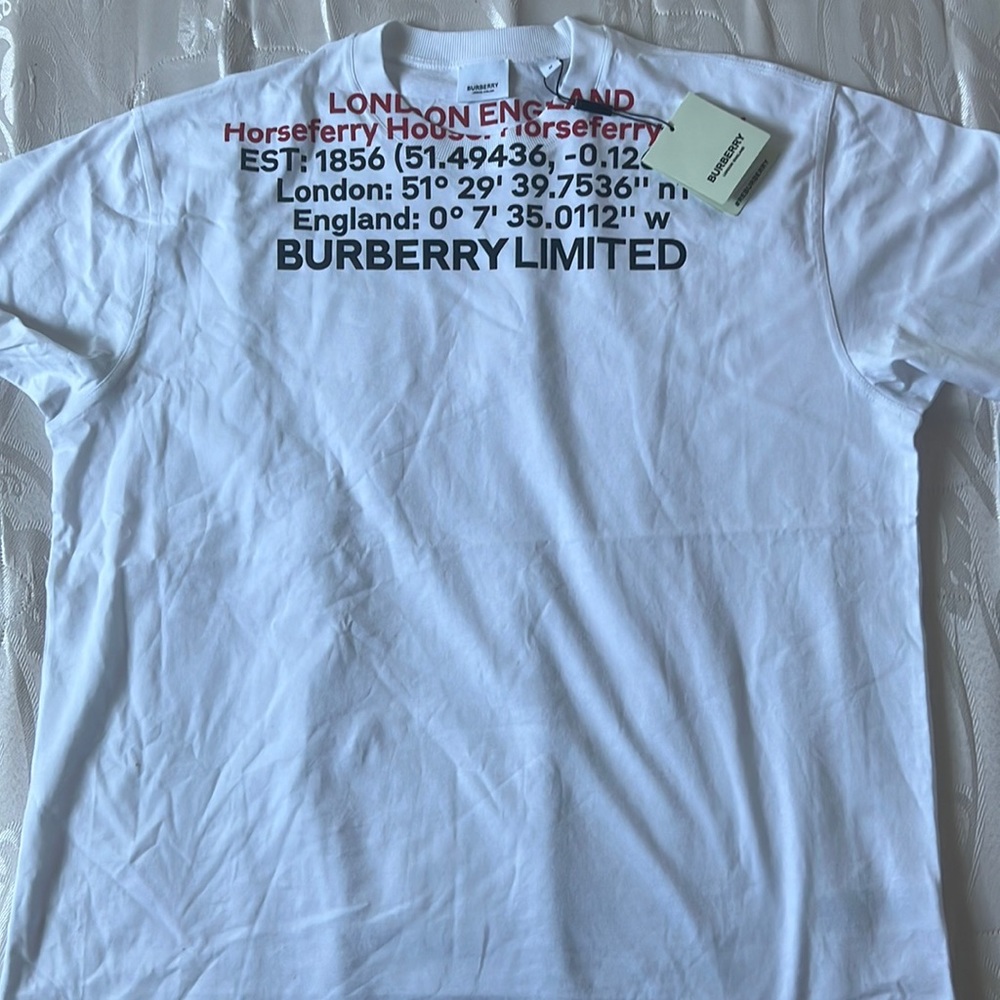 BURBERRY
LONDON ENGLAND
Horseferry House. Horseferry
EST: 1856 (51.49436, -0.12
London: 51° 29' 39.7536'' n
England: 0° 7' 35.0112'' w
BURBERRY LIMITED
BURBERRY